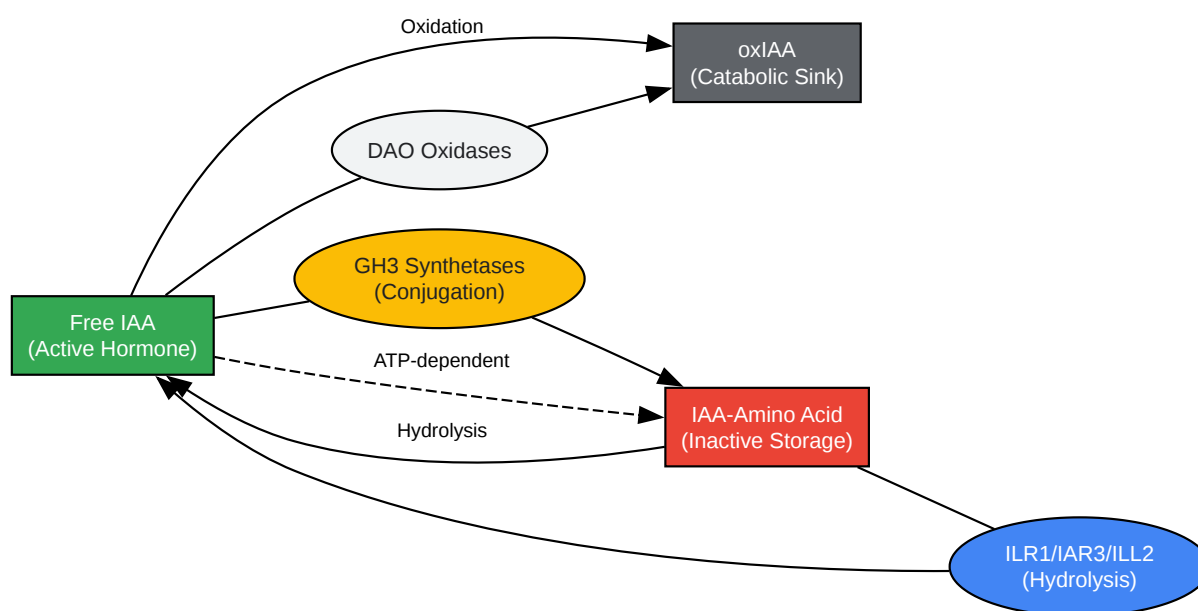 Oxidation
oxIAA
(Catabolic Sink)
DAO Oxidases
GH3 Synthetases
(Conjugation)
Free IAA
(Active Hormone)
ATP-dependent
IAA-Amino Acid
(Inactive Storage)
Hydrolysis
ILR1/IAR3/ILL2
(Hydrolysis)